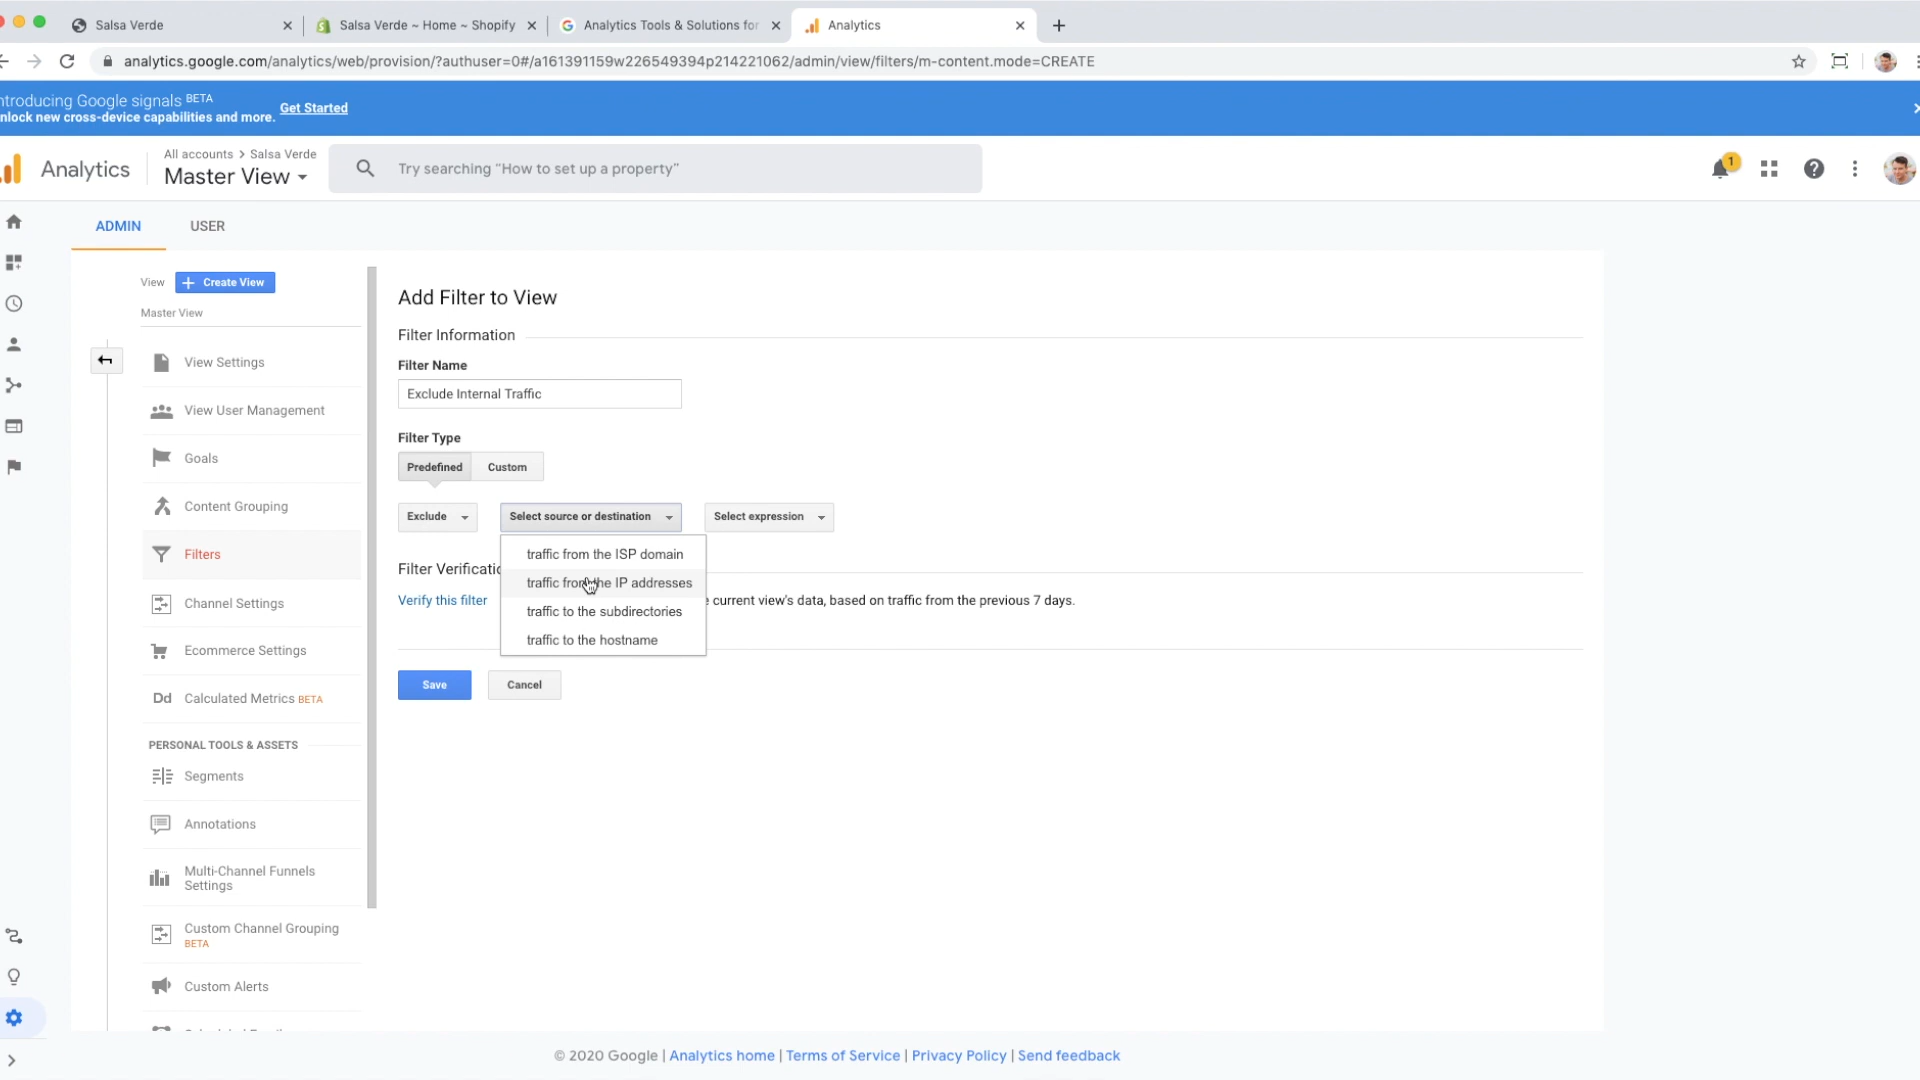 Salsa Verde
Salsa Verde ~ Home ~ Shopify
Analytics Tools & Solutions for
Analytics
analytics.google.com/analytics/web/provision/?authuser=0#/a161391159w226549394p214221062/admin/view/filters/m-content.mode=CREATE
ntroducing Google signals BETA
nlock new cross-device capabilities and more. Get Started
Analytics
All accounts > Salsa Verde
Master View
Try searching “How to set up a property”
1
ADMIN
USER
View
Create View
Master View
View Settings
View User Management
Goals
Content Grouping
Filters
Channel Settings
Ecommerce Settings
Dd Calculated Metrics BETA
PERSONAL TOOLS & ASSETS
Segments
Annotations
Multi-Channel Funnels
Settings
Custom Channel Grouping
BETA
Custom Alerts
Add Filter to View
Filter Information
Filter Name
Exclude Internal Traffic
Filter Type
Predefined
Custom
Exclude
Select source or destination
Select expression
traffic from the ISP domain
traffic from the IP addresses
traffic to the subdirectories
traffic to the hostname
Filter Verificatio
Verify this filter
current view's data, based on traffic from the previous 7 days.
Save
Cancel
© 2020 Google | Analytics home | Terms of Service | Privacy Policy | Send feedback